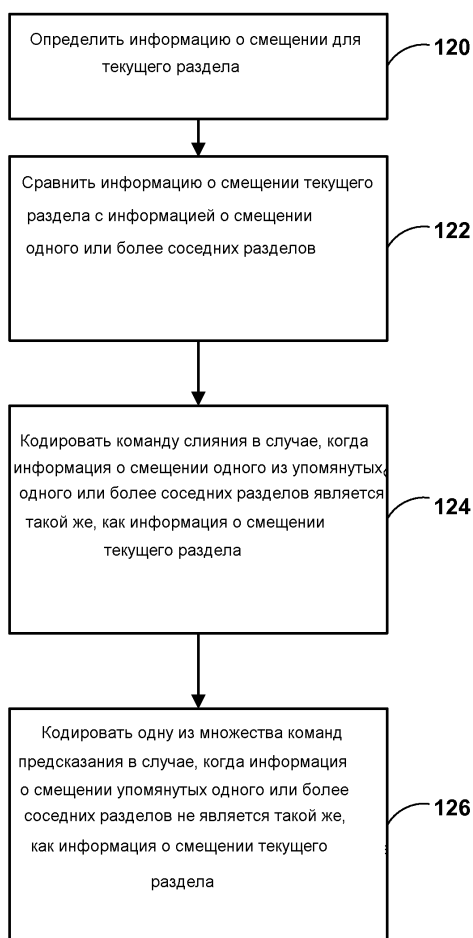 Определить информацию о смещении для
текущего раздела
120
Сравнить информацию о смещении текущего
раздела с информацией о смещении
одного или более соседних разделов
122
Кодировать команду слияния в случае, когда
информация о смещении одного из упомянутых
одного или более соседних разделов является
такой же, как информация о смещении
текущего раздела
124
Кодировать одну из множества команд
предсказания в случае, когда информация
о смещении упомянутых одного или более
соседних разделов не является такой же,
как информация о смещении текущего
раздела
126